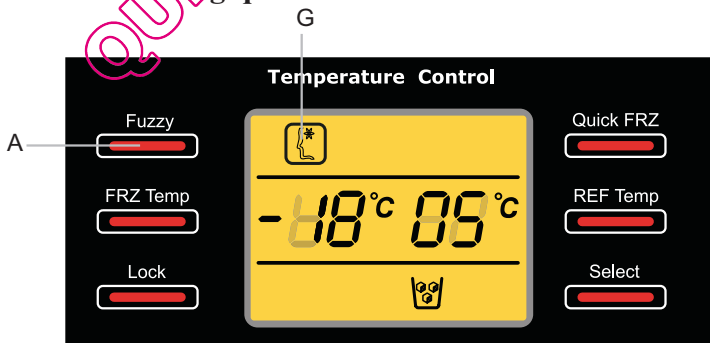 G
Temperature Control
A
Fuzzy
Quick FRZ
FRZ Temp
REF Temp
-18°C 05°C
Lock
Select